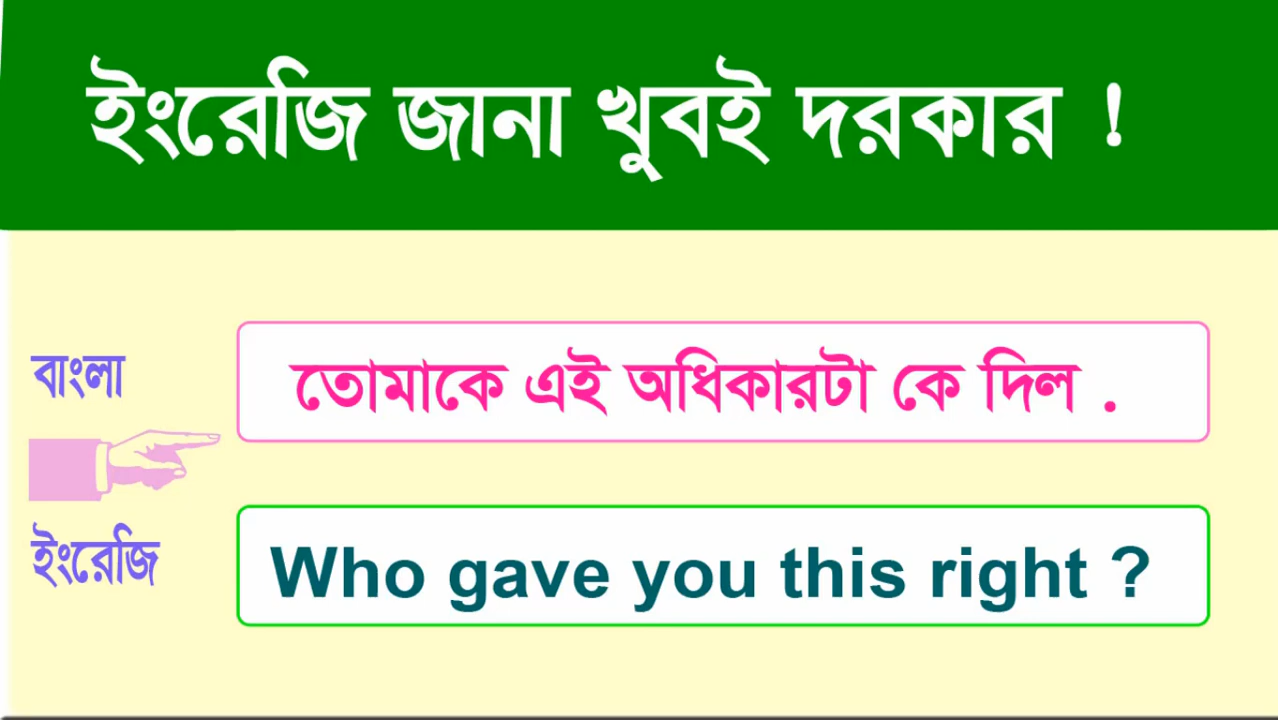 ইংরেজি জানা খুবই দরকার !
বাংলা
তোমাকে এই অধিকারটা কে দিল .
ইংরেজি
Who gave you this right ?